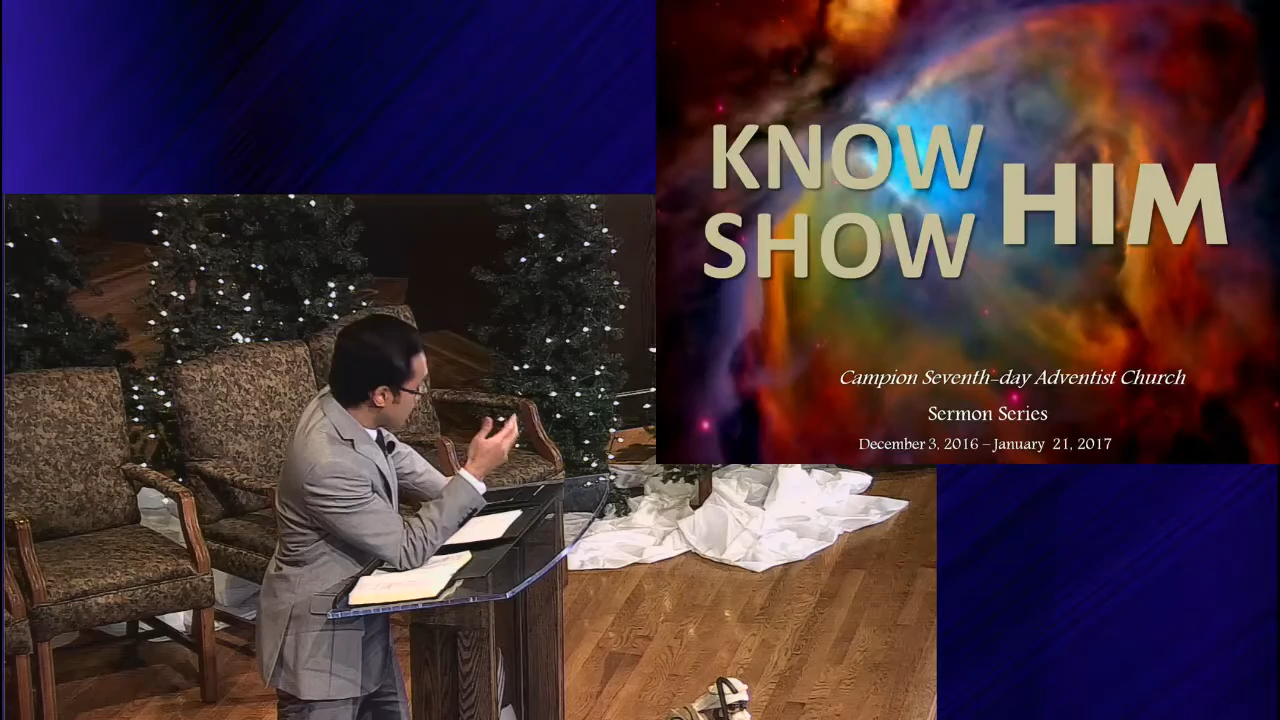 KNOW
SHOW
HIM
Campion Seventh-day Adventist Church
Sermon Series
December 3, 2016 – January 21, 2017